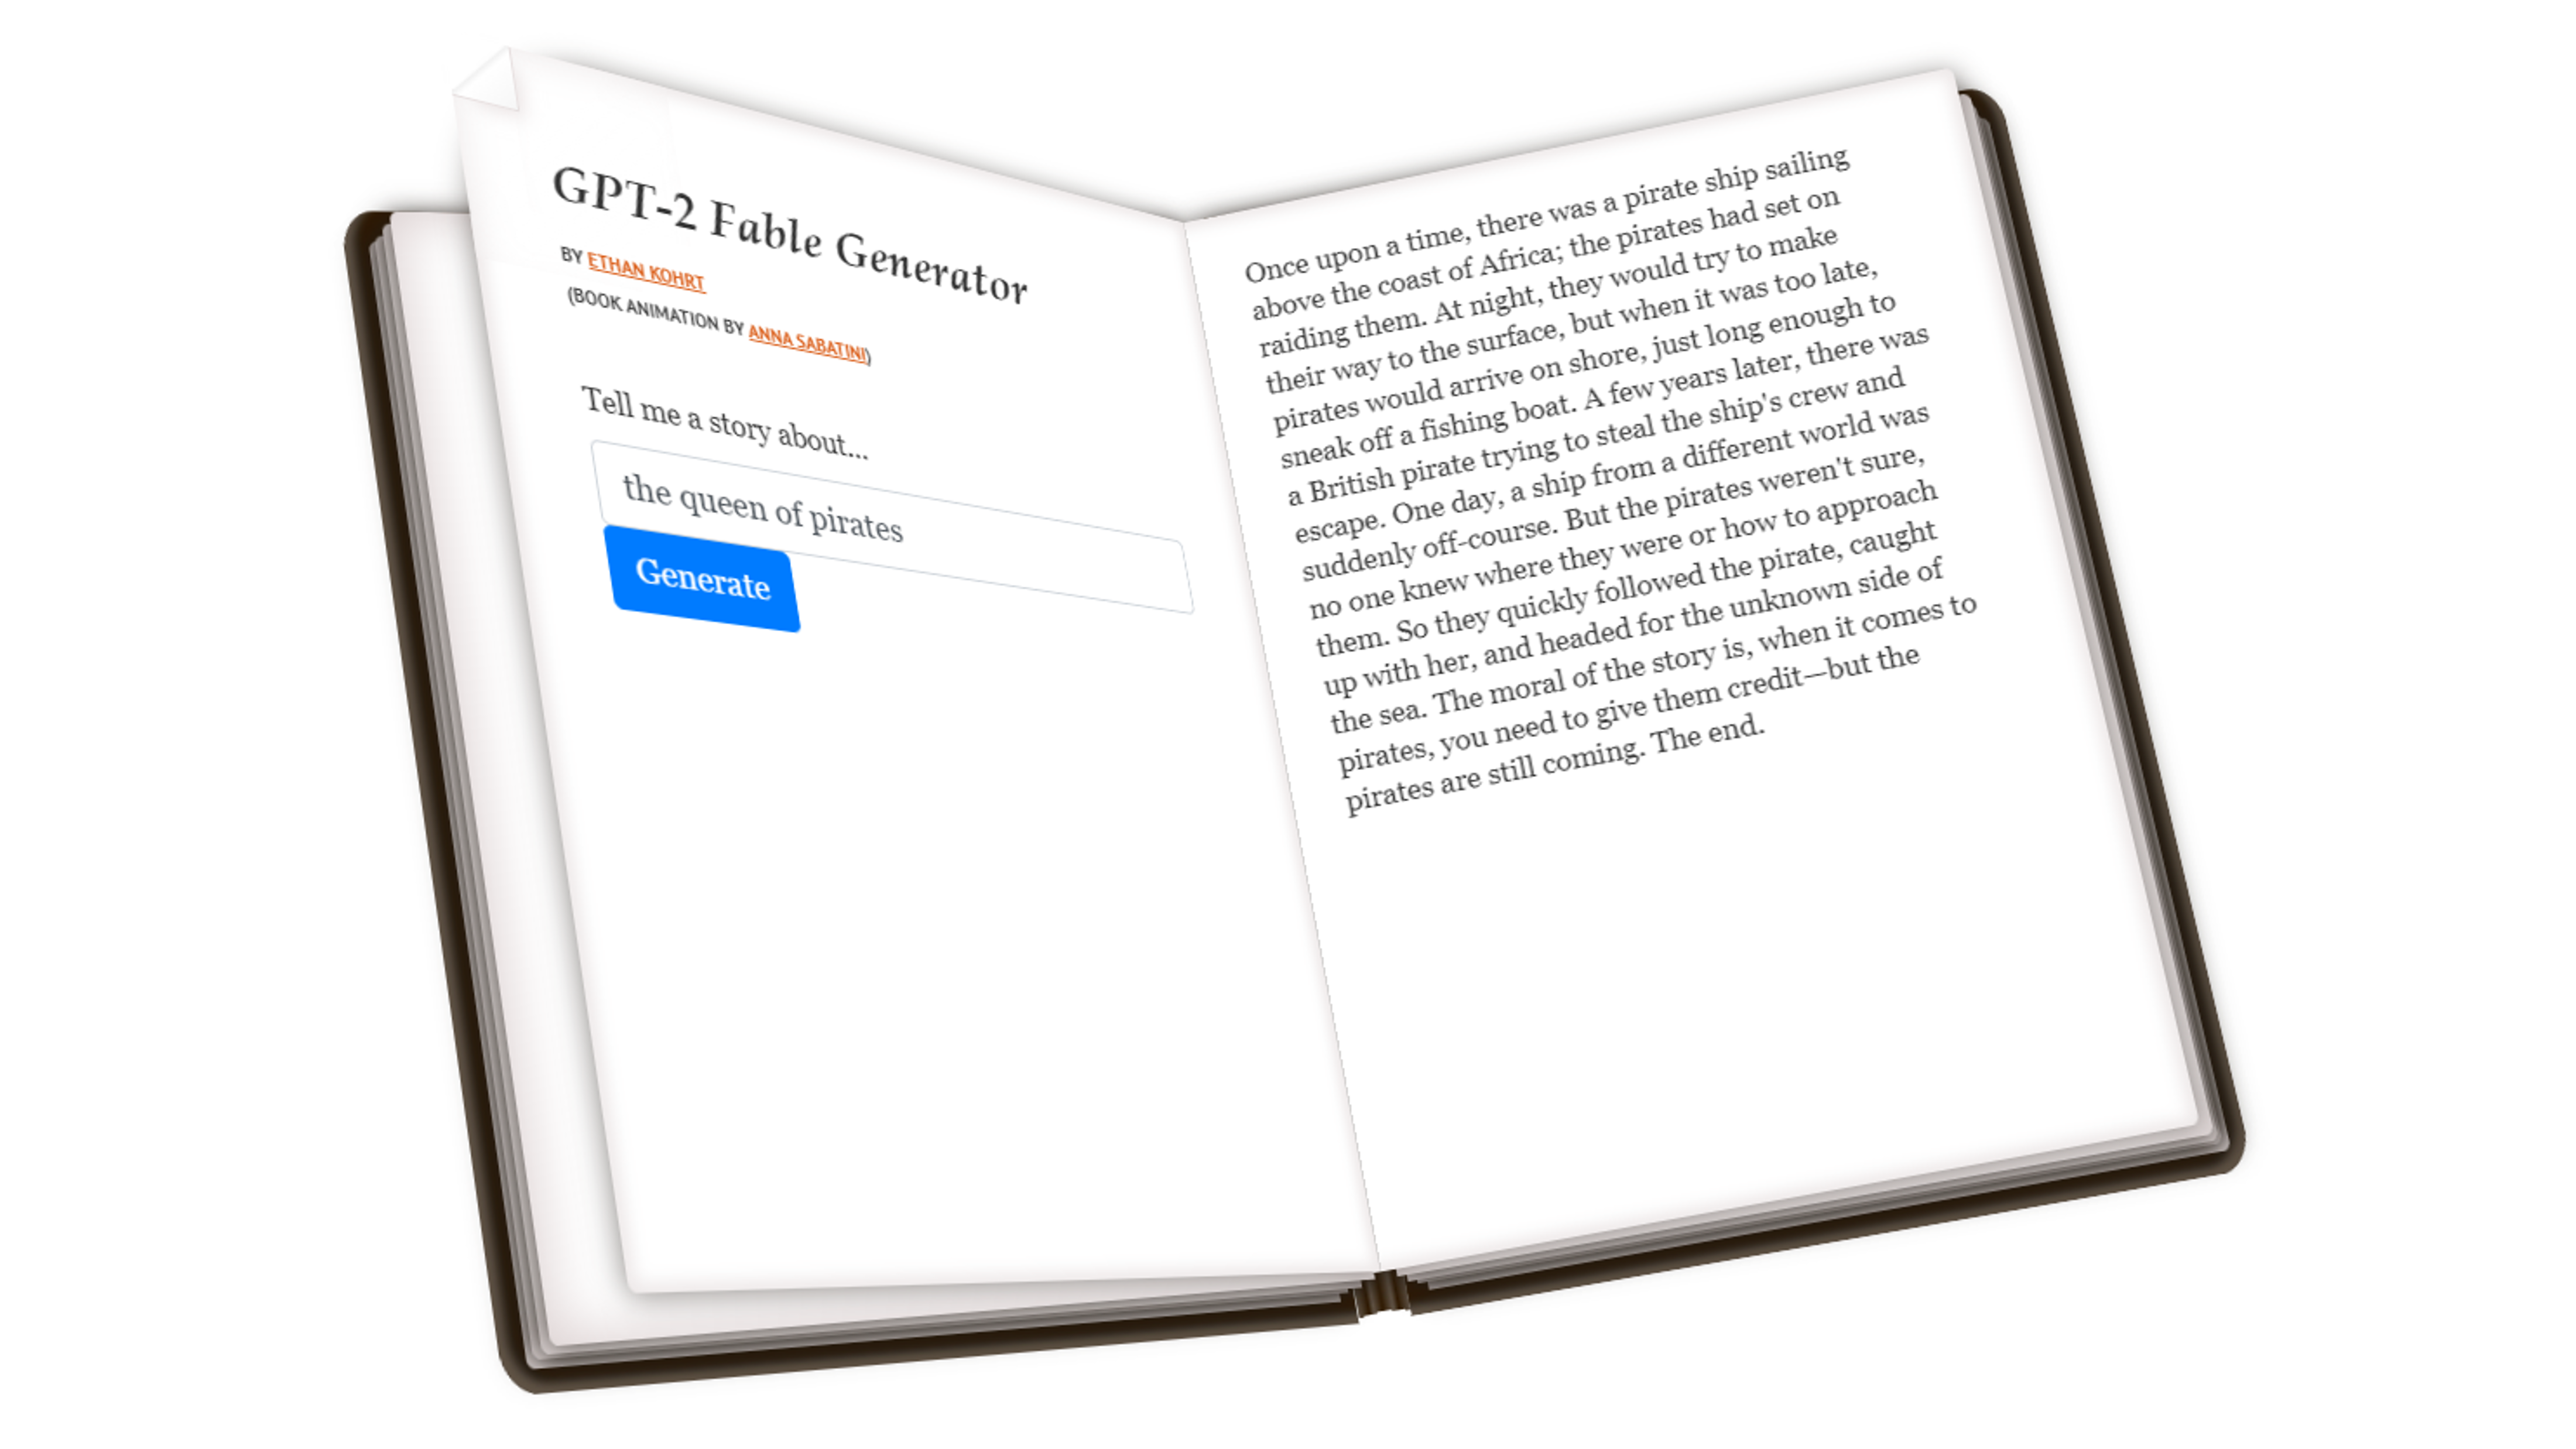 GPT-2 Fable Generator
BY ETHAN KOHRT
(BOOK ANIMATION BY ANNA SABATINI)
Tell me a story about...
the queen of pirates
Generate
Once upon a time, there was a pirate ship sailing
above the coast of Africa; the pirates had set on
raiding them. At night, they would try to make
their way to the surface, but when it was too late,
pirates would arrive on shore, just long enough to
sneak off a fishing boat. A few years later, there was
a British pirate trying to steal the ship's crew and
escape. One day, a ship from a different world was
suddenly off-course. But the pirates weren't sure,
no one knew where they were or how to approach
them. So they quickly followed the pirate, caught
up with her, and headed for the unknown side of
the sea. The moral of the story is, when it comes to
pirates, you need to give them credit—but the
pirates are still coming. The end.